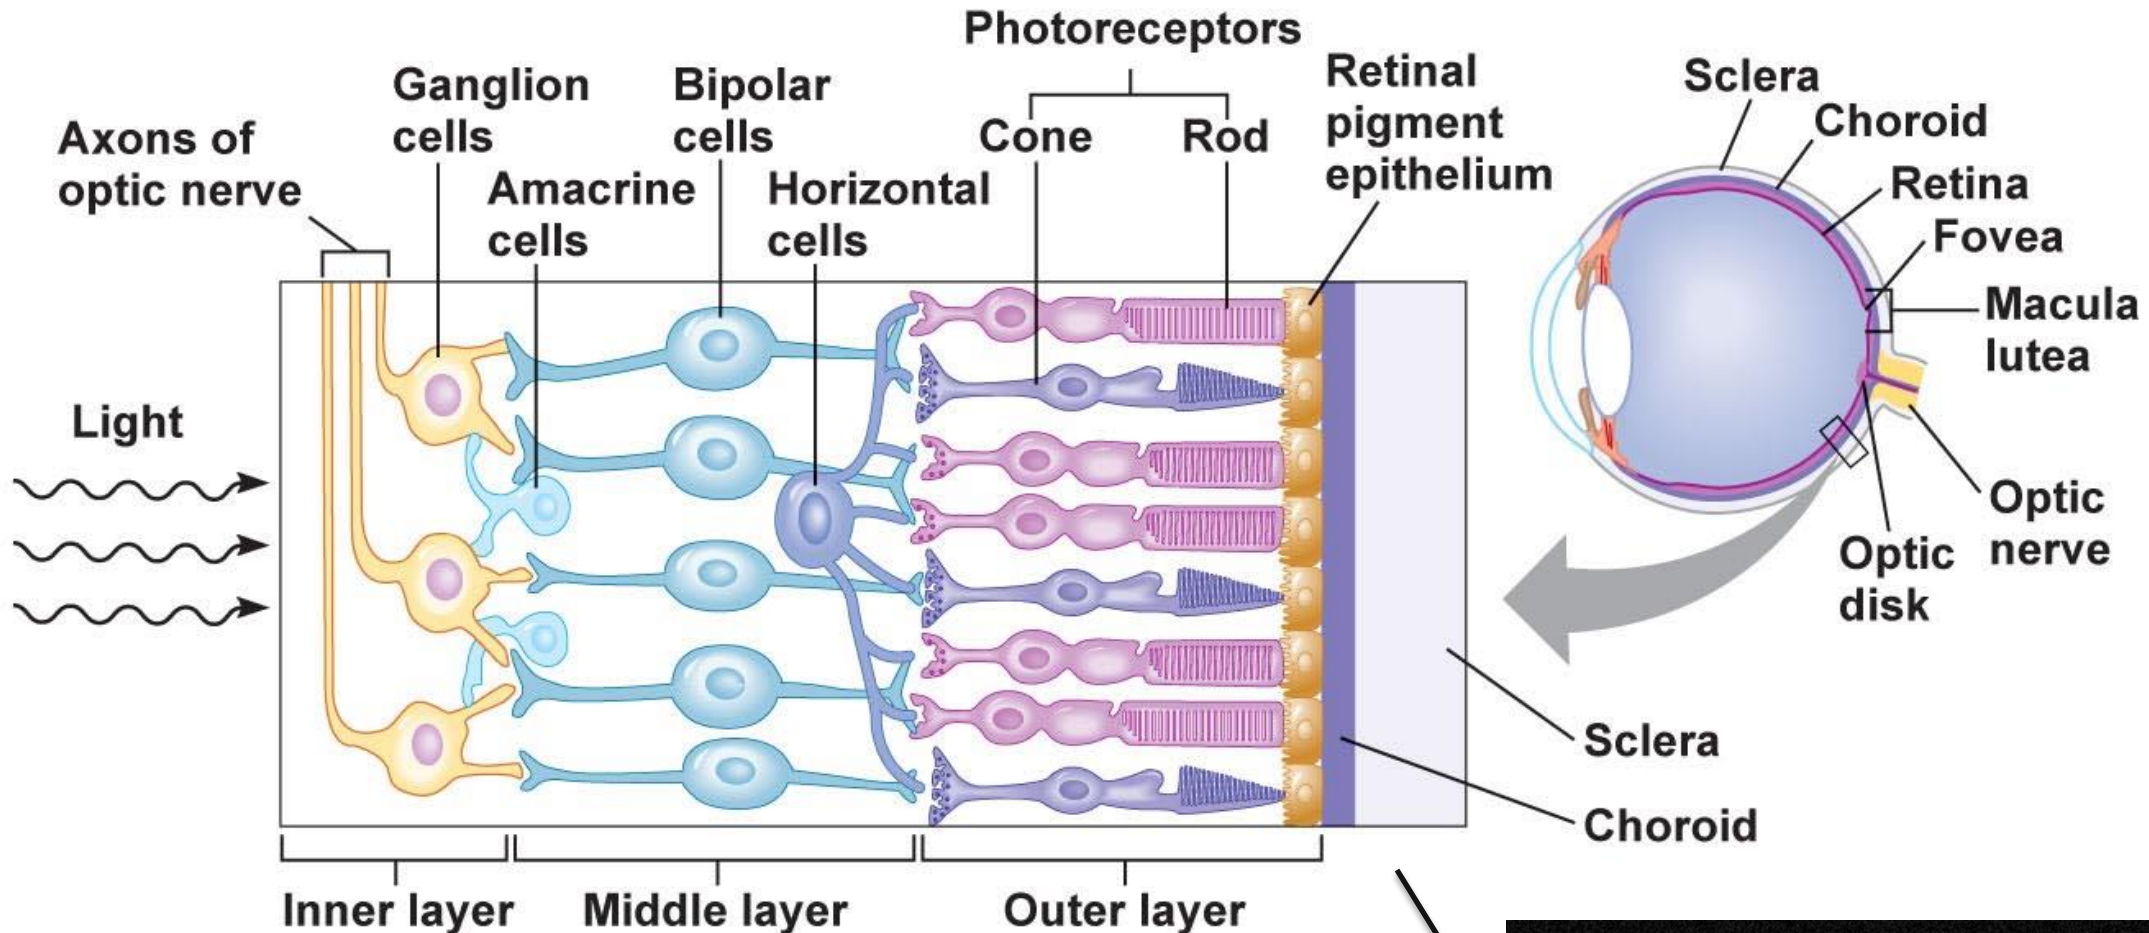 Photoreceptors
Ganglion
cells
Bipolar
cells
Cone
Rod
Retinal
pigment
epithelium
Axons of
optic nerve
Amacrine
cells
Horizontal
cells
Light
Inner layer
Middle layer
Outer layer
Sclera
Choroid
Retina
Fovea
Macula
lutea
Optic
nerve
Optic
disk
Sclera
Choroid